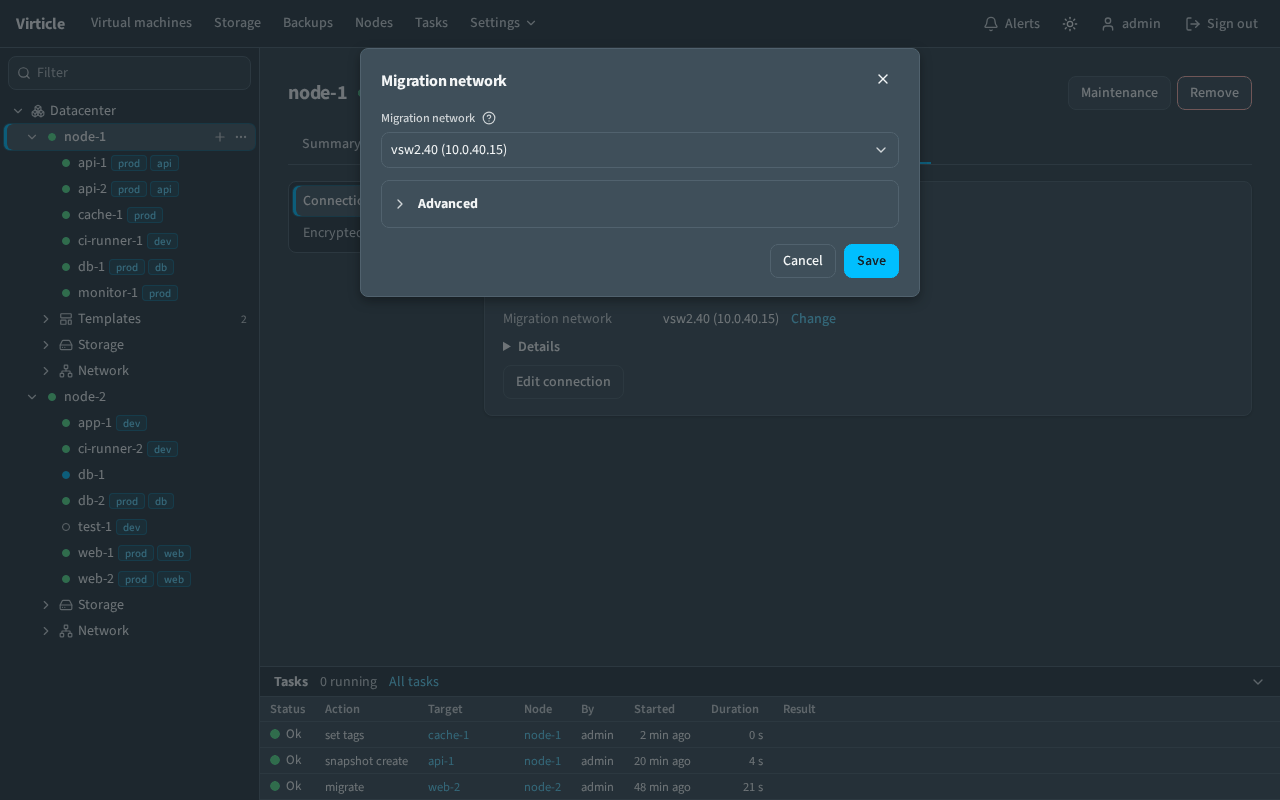 Virticle Virtual machines Storage Backups Nodes Tasks Settings Alerts admin Sign out
Filter
Datacenter
node-1
api-1 prod api
api-2 prod api
cache-1 prod
ci-runner-1 dev
db-1 prod db
monitor-1 prod
Templates 2
Storage
Network
node-2
app-1 dev
ci-runner-2 dev
db-1
db-2 prod db
test-1 dev
web-1 prod web
web-2 prod web
Storage
Network
node-1 Maintenance Remove
Summary
Connectio
Encrypted
Migration network
Migration network
vsw2.40 (10.0.40.15)
Advanced
Cancel Save
Migration network vsw2.40 (10.0.40.15) Change
Details
Edit connection
Tasks 0 running All tasks
Status Action Target Node By Started Duration Result
Ok set tags cache-1 node-1 admin 2 min ago 0 s
Ok snapshot create api-1 node-1 admin 20 min ago 4 s
Ok migrate web-2 node-2 admin 48 min ago 21 s